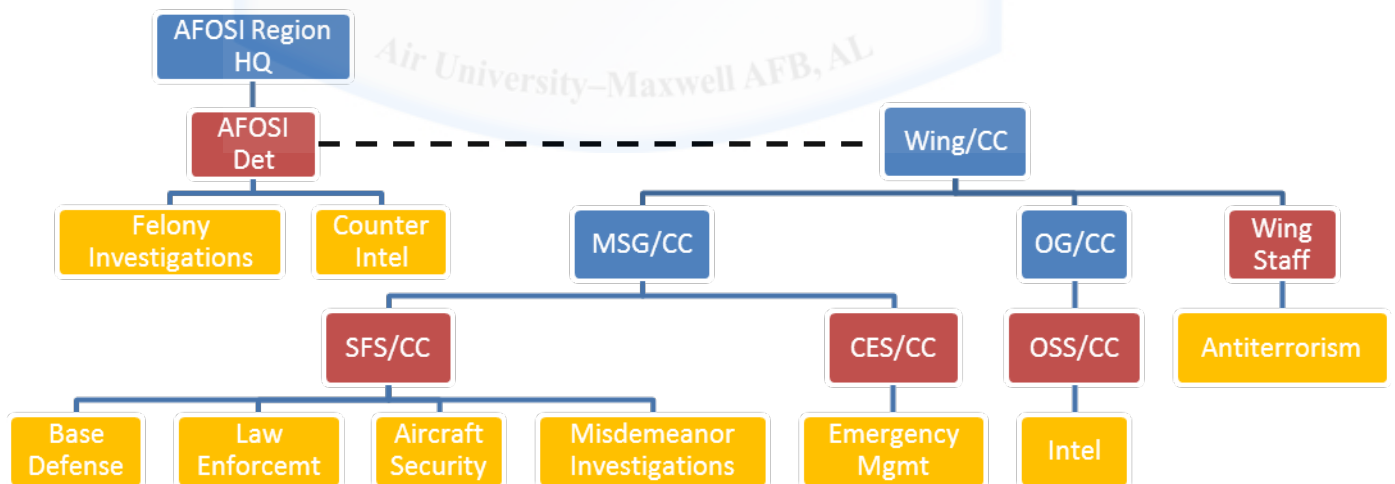 AFOSI Region
HQ
Air University–Maxwell AFB, AL
AFOSI
Det
Wing/CC
Felony
Investigations
Counter
Intel
MSG/CC
OG/CC
Wing
Staff
SFS/CC
CES/CC
OSS/CC
Antiterrorism
Base
Defense
Law
Enforcemt
Aircraft
Security
Misdemeanor
Investigations
Emergency
Mgmt
Intel